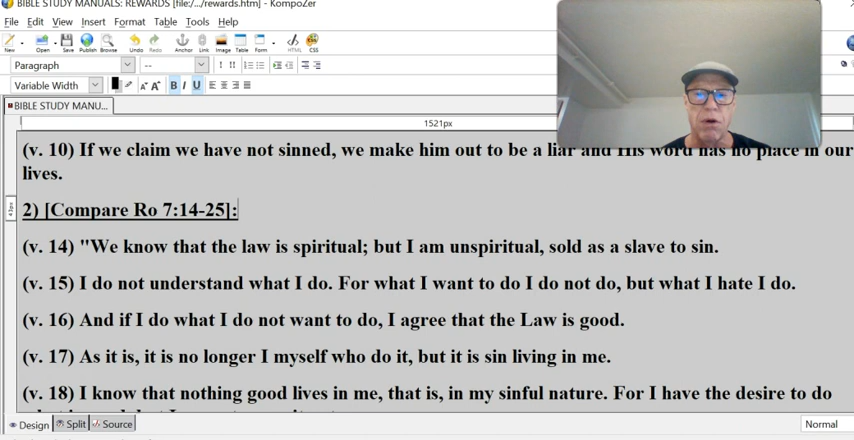 BIBLE STUDY MANUALS: REWARDS [file:/.../rewards.htm] - KompoZer
File Edit View Insert Format Table Tools Help
New Open Save Publish Browse Undo Redo Anchor Link Image Table Form HTML CSS
Paragraph --
Variable Width A A B I U
BIBLE STUDY MANU...
1521px
(v. 10) If we claim we have not sinned, we make him out to be a liar and His word has no place in our
lives.
2) [Compare Ro 7:14-25]:
(v. 14) "We know that the law is spiritual; but I am unspiritual, sold as a slave to sin.
(v. 15) I do not understand what I do. For what I want to do I do not do, but what I hate I do.
(v. 16) And if I do what I do not want to do, I agree that the Law is good.
(v. 17) As it is, it is no longer I myself who do it, but it is sin living in me.
(v. 18) I know that nothing good lives in me, that is, in my sinful nature. For I have the desire to do
Design Split Source Normal